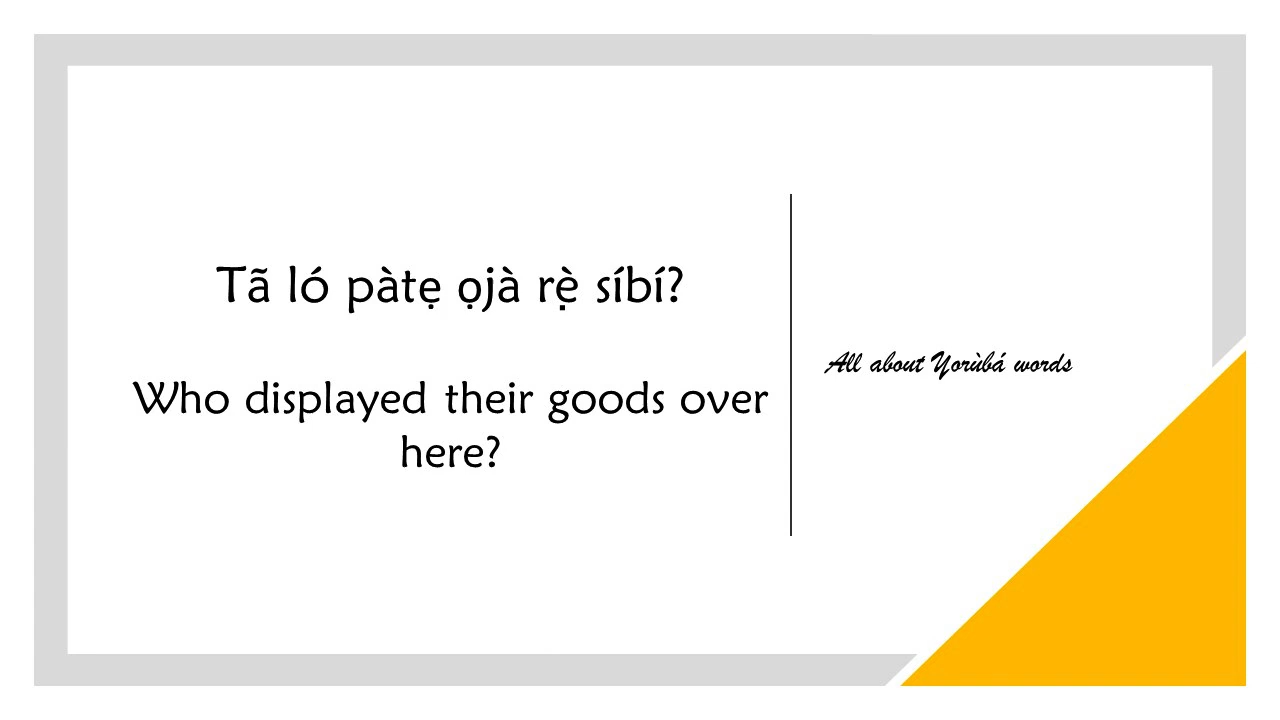 Tã ló pàtẹ ọjà rẹ̀ síbí?
Who displayed their goods over
here?
All about Yorùbá words